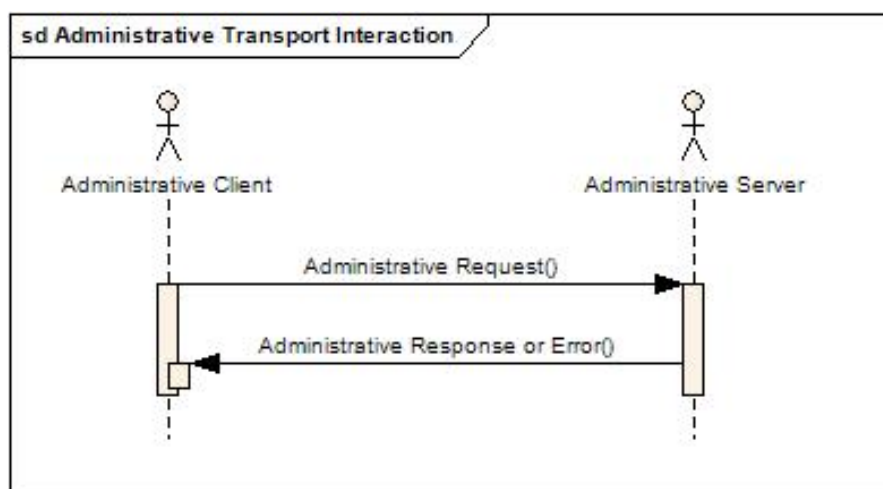 sd Administrative Transport Interaction
Administrative Client
Administrative Server
Administrative Request()
Administrative Response or Error()